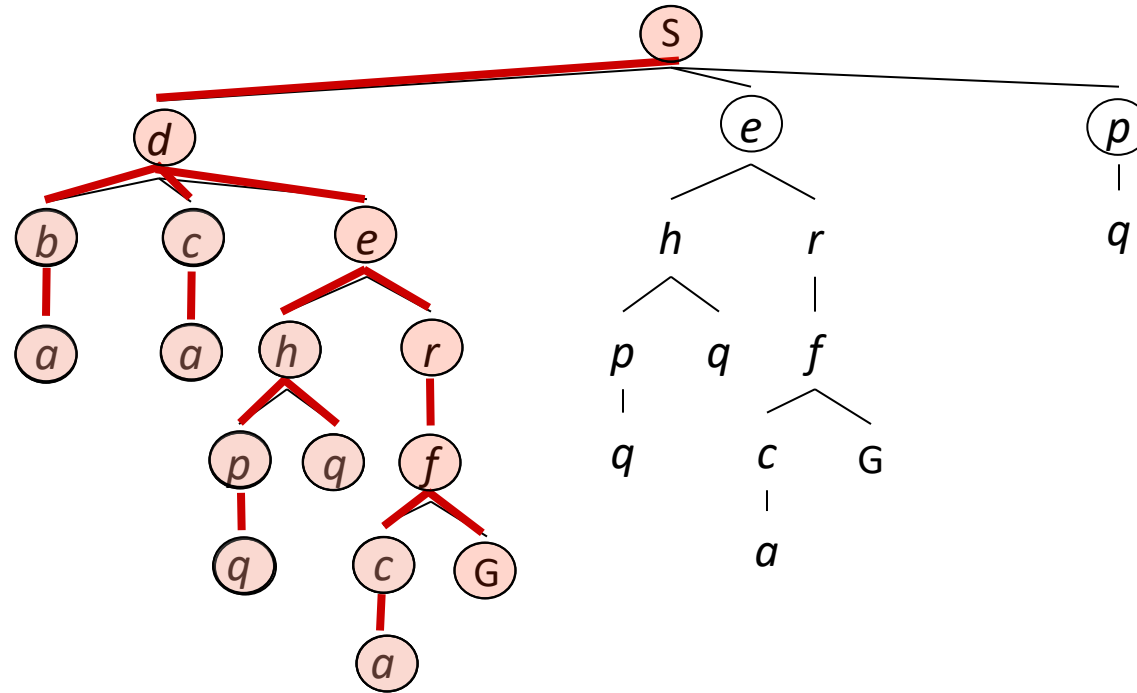 S
d e p
b c e h r q
a a h r p q f
p q f q c G
q c G a
a